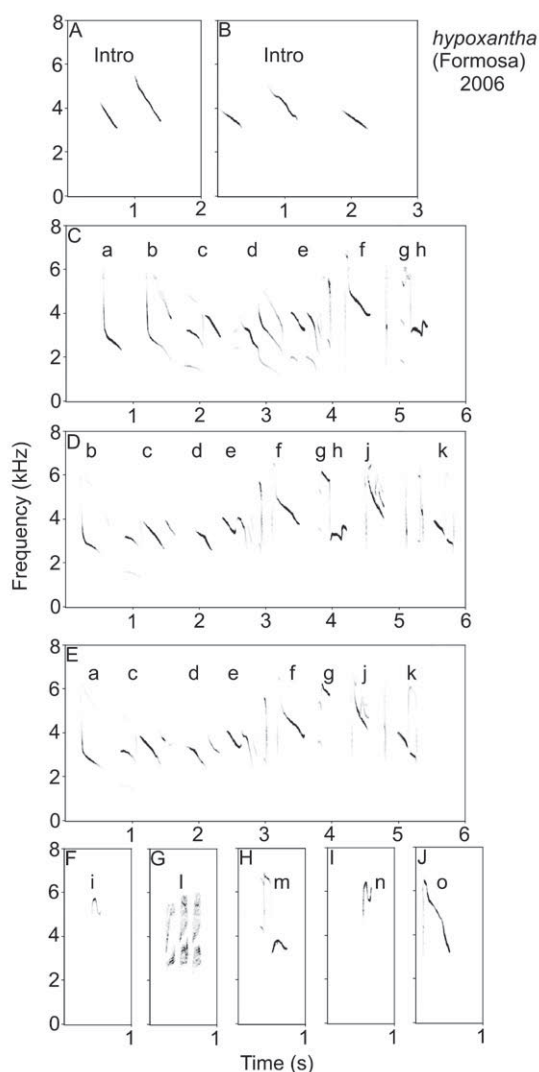 hypoxantha
(Formosa)
2006
A
Intro
B
Intro
8
6
4
2
0
1
2
1
2
3
C
a b c d e f g h
8
6
4
2
0
1 2 3 4 5 6
D
b c d e f g h j k
8
6
4
2
0
1 2 3 4 5 6
E
a c d e f g j k
8
6
4
2
0
1 2 3 4 5 6
F
i
G
l
H
m
I
n
J
o
8
6
4
2
0
1
1
1
1
1
Frequency (kHz)
Time (s)